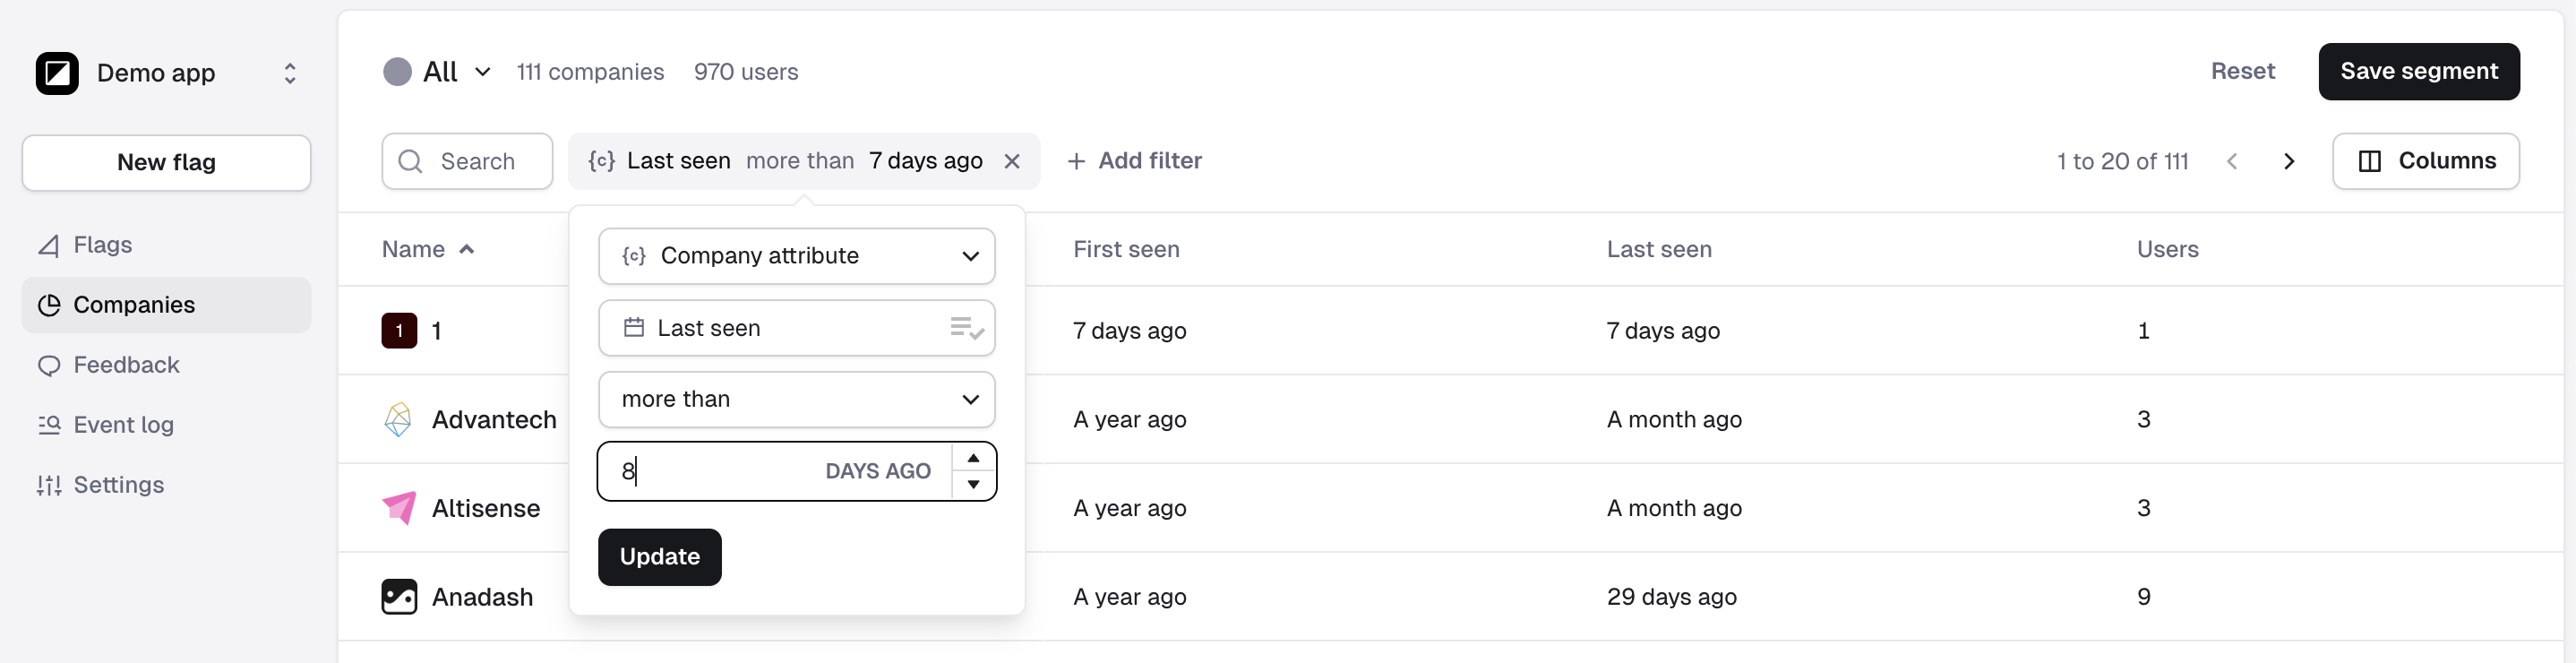 Demo app
New flag
Flags
Companies
Feedback
Event log
Settings
All 111 companies 970 users
Reset
Save segment
Search
{c} Last seen more than 7 days ago
Add filter
1 to 20 of 111
Columns
Name First seen Last seen Users
1 1 7 days ago 7 days ago 1
Advantech A year ago A month ago 3
Altisense A year ago A month ago 3
Anadash A year ago 29 days ago 9
{c} Company attribute
Last seen
more than
8 DAYS AGO
Update